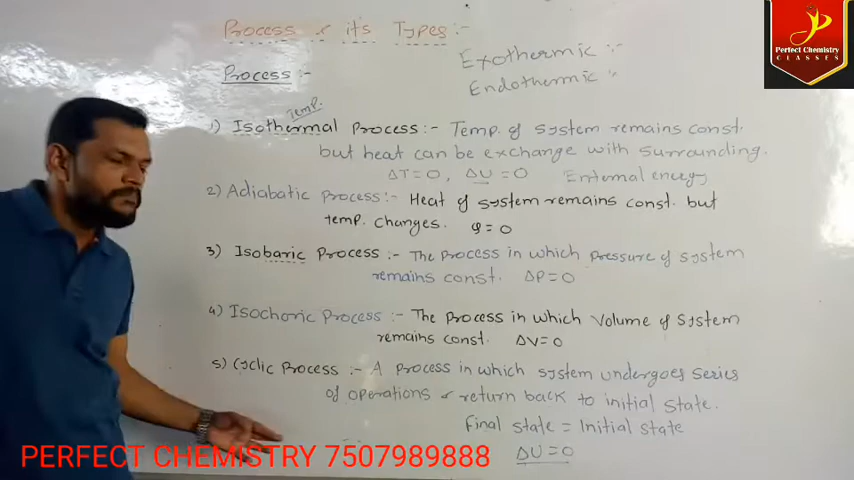 Process & its Types :-
Exothermic :-
Endothermic :-
Process :-
Temp.
1) Isothermal Process :- Temp. of system remains const.
but heat can be exchange with surrounding.
ΔT=0, ΔU=0 Enternal energy
2) Adiabatic Process :- Heat of system remains const. but
temp. changes. φ=0
3) Isobaric Process :- The Process in which Pressure of system
remains const. ΔP=0
4) Isochoric Process :- The Process in which Volume of System
remains const. ΔV=0
5) Cyclic Process :- A Process in which system undergoes series
of operations & return back to initial state.
Final state = Initial state
ΔU=0
Perfect Chemistry
CLASSES
PERFECT CHEMISTRY 7507989888